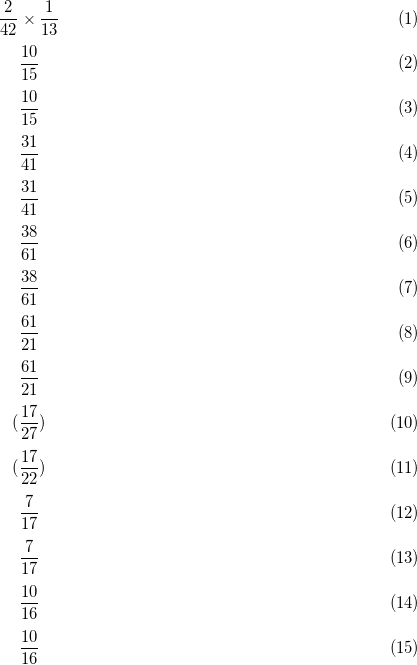 \frac{2}{42} \times \frac{1}{13} (1)
\frac{10}{15} (2)
\frac{10}{15} (3)
\frac{31}{41} (4)
\frac{31}{41} (5)
\frac{38}{61} (6)
\frac{38}{61} (7)
\frac{61}{21} (8)
\frac{61}{21} (9)
(\frac{17}{27}) (10)
(\frac{17}{22}) (11)
\frac{7}{17} (12)
\frac{7}{17} (13)
\frac{10}{16} (14)
\frac{10}{16} (15)